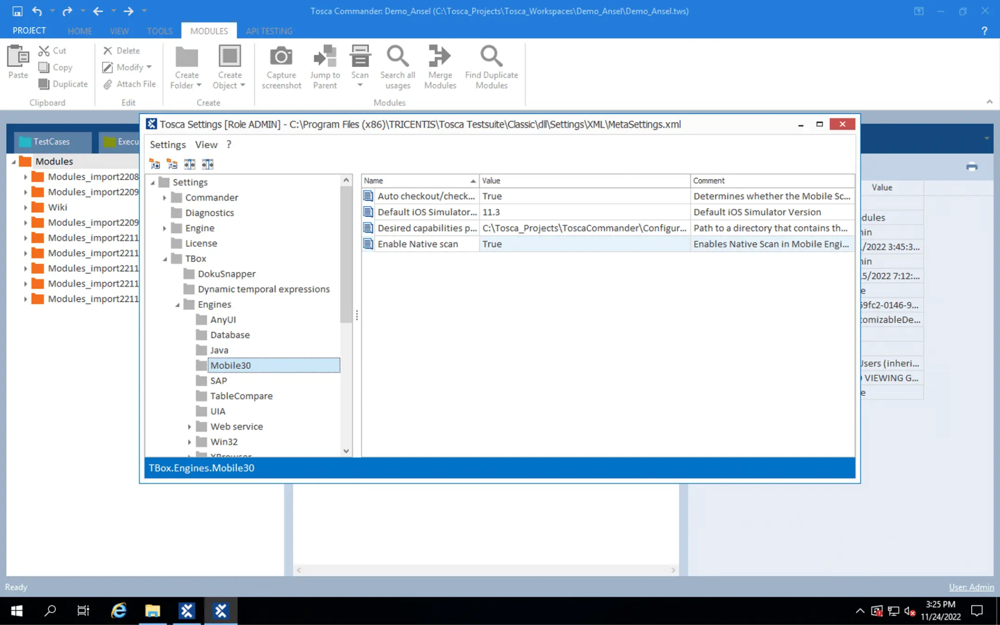 Tosca Commander: Demo_Ansel (C:\Tosca_Projects\Tosca_Workspaces\Demo_Ansel\Demo_Ansel.tws)
PROJECT HOME VIEW TOOLS MODULES API TESTING ?
Paste
Cut
Copy
Duplicate
Clipboard
Delete
Modify
Attach File
Edit
Create Folder
Create Object
Create
Capture screenshot
Jump to Parent
Scan
Search all usages
Merge Modules
Find Duplicate Modules
Modules
TestCases
Execu
Modules
Modules_import2208
Modules_import2209
Wiki
Modules_import2209
Modules_import2211
Modules_import2211
Modules_import2211
Modules_import2211
Modules_import2211
Tosca Settings [Role ADMIN] - C:\Program Files (x86)\TRICENTIS\Tosca Testsuite\Classic\dll\Settings\XML\MetaSettings.xml
Settings View ?
Settings
Commander
Diagnostics
Engine
License
TBox
DokuSnapper
Dynamic temporal expressions
Engines
AnyUI
Database
Java
Mobile30
SAP
TableCompare
UIA
Web service
Win32
XBrowser
Name Value Comment
Auto checkout/check... True Determines whether the Mobile Sc...
Default iOS Simulator... 11.3 Default iOS Simulator Version
Desired capabilities p... C:\Tosca_Projects\ToscaCommander\Configur... Path to a directory that contains th...
Enable Native scan True Enables Native Scan in Mobile Engi...
TBox.Engines.Mobile30
Value
dules
nin
/2022 3:45:3...
nin
5/2022 7:12:...
e
59fc2-0146-9...
tomizableDe...
Users (inheri...
VIEWING G...
e
Ready
User: Admin
3:25 PM
11/24/2022